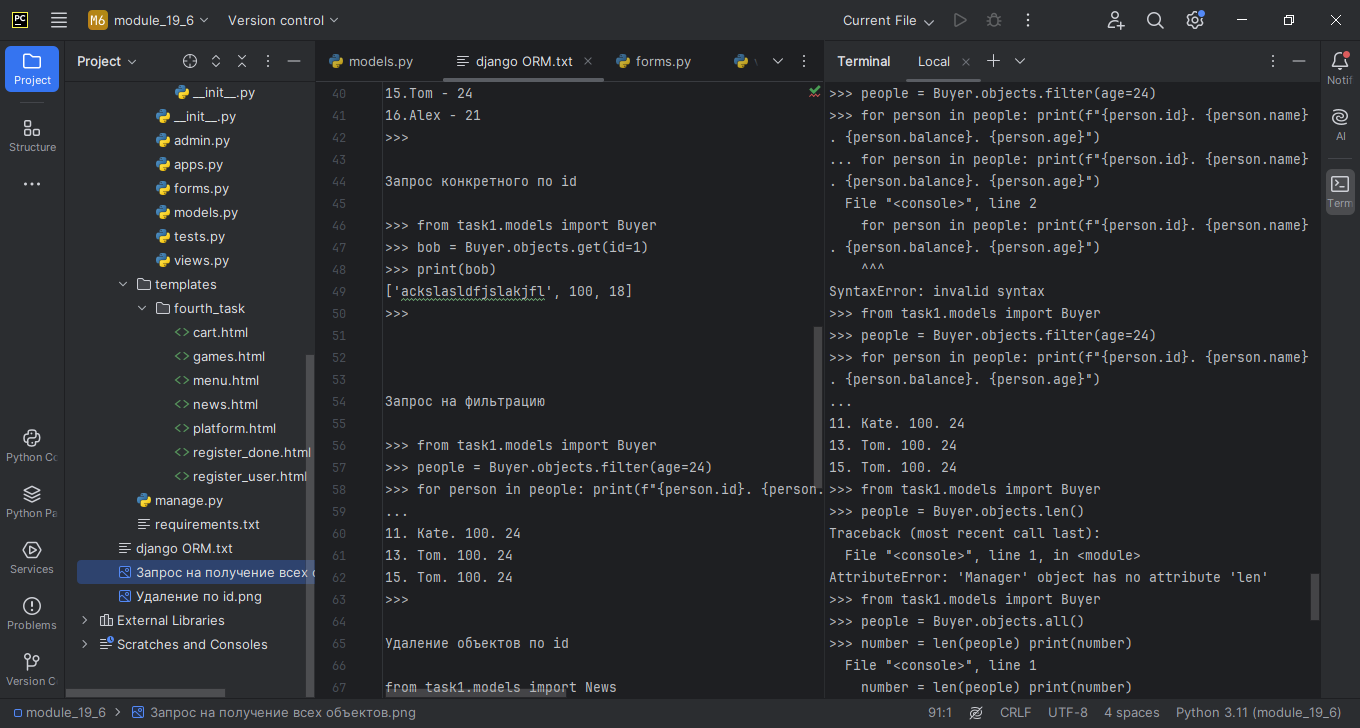 PC
M6 module_19_6
Version control
Current File
Project
Structure
Python Co
Python Pa
Services
Problems
Version C
Project
__init__.py
__init__.py
admin.py
apps.py
forms.py
models.py
tests.py
views.py
templates
fourth_task
cart.html
games.html
menu.html
news.html
platform.html
register_done.html
register_user.html
manage.py
requirements.txt
django ORM.txt
Запрос на получение всех о
Удаление по id.png
External Libraries
Scratches and Consoles
models.py
django ORM.txt
forms.py
40 15.Tom - 24
41 16.Alex - 21
42 >>>
43
44 Запрос конкретного по id
45
46 >>> from task1.models import Buyer
47 >>> bob = Buyer.objects.get(id=1)
48 >>> print(bob)
49 ['ackslasldfjslakjfl', 100, 18]
50 >>>
51
52
53
54 Запрос на фильтрацию
55
56 >>> from task1.models import Buyer
57 >>> people = Buyer.objects.filter(age=24)
58 >>> for person in people: print(f"{person.id}. {person.
59 ...
60 11. Kate. 100. 24
61 13. Tom. 100. 24
62 15. Tom. 100. 24
63 >>>
64
65 Удаление объектов по id
66
67 from task1.models import News
Terminal
Local
>>> people = Buyer.objects.filter(age=24)
>>> for person in people: print(f"{person.id}. {person.name}
. {person.balance}. {person.age}")
... for person in people: print(f"{person.id}. {person.name}
. {person.balance}. {person.age}")
File "<console>", line 2
for person in people: print(f"{person.id}. {person.name}
. {person.balance}. {person.age}")
^^^
SyntaxError: invalid syntax
>>> from task1.models import Buyer
>>> people = Buyer.objects.filter(age=24)
>>> for person in people: print(f"{person.id}. {person.name}
. {person.balance}. {person.age}")
...
11. Kate. 100. 24
13. Tom. 100. 24
15. Tom. 100. 24
>>> from task1.models import Buyer
>>> people = Buyer.objects.len()
Traceback (most recent call last):
File "<console>", line 1, in <module>
AttributeError: 'Manager' object has no attribute 'len'
>>> from task1.models import Buyer
>>> people = Buyer.objects.all()
>>> number = len(people) print(number)
File "<console>", line 1
number = len(people) print(number)
Notif
AI
Term
module_19_6
Запрос на получение всех объектов.png
91:1
CRLF
UTF-8
4 spaces
Python 3.11 (module_19_6)